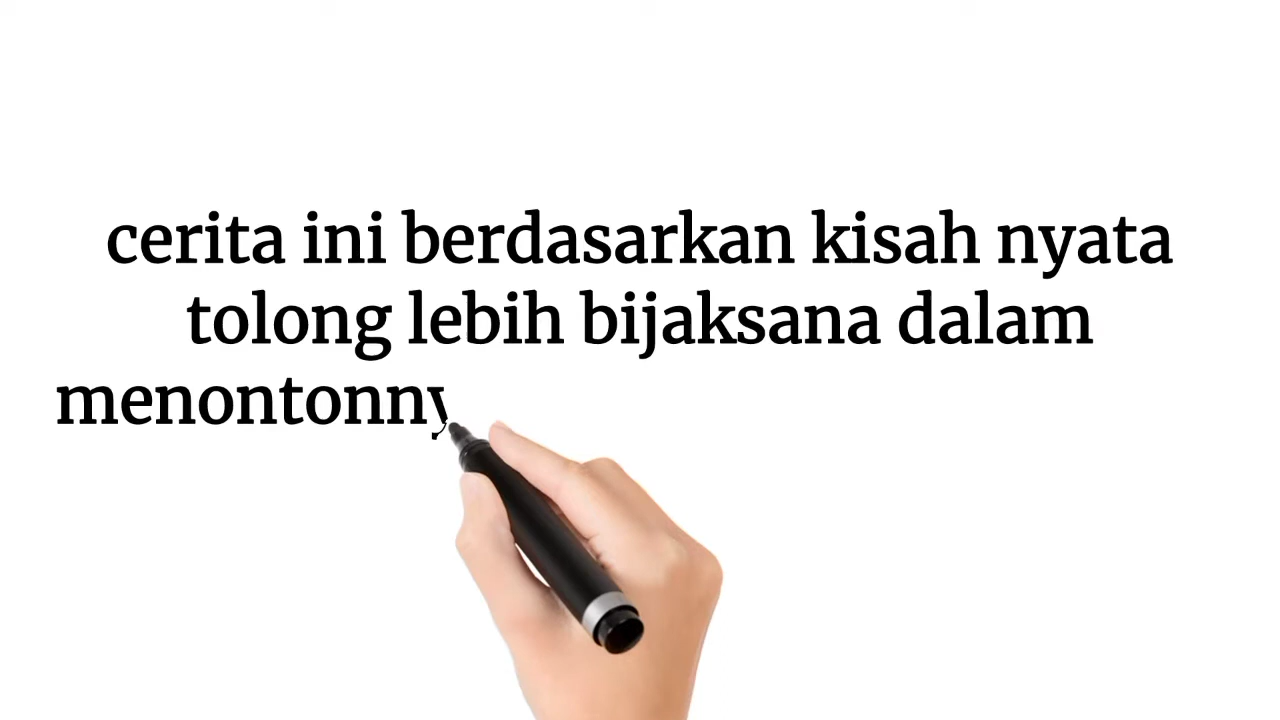 cerita ini berdasarkan kisah nyata
tolong lebih bijaksana dalam
menontonny